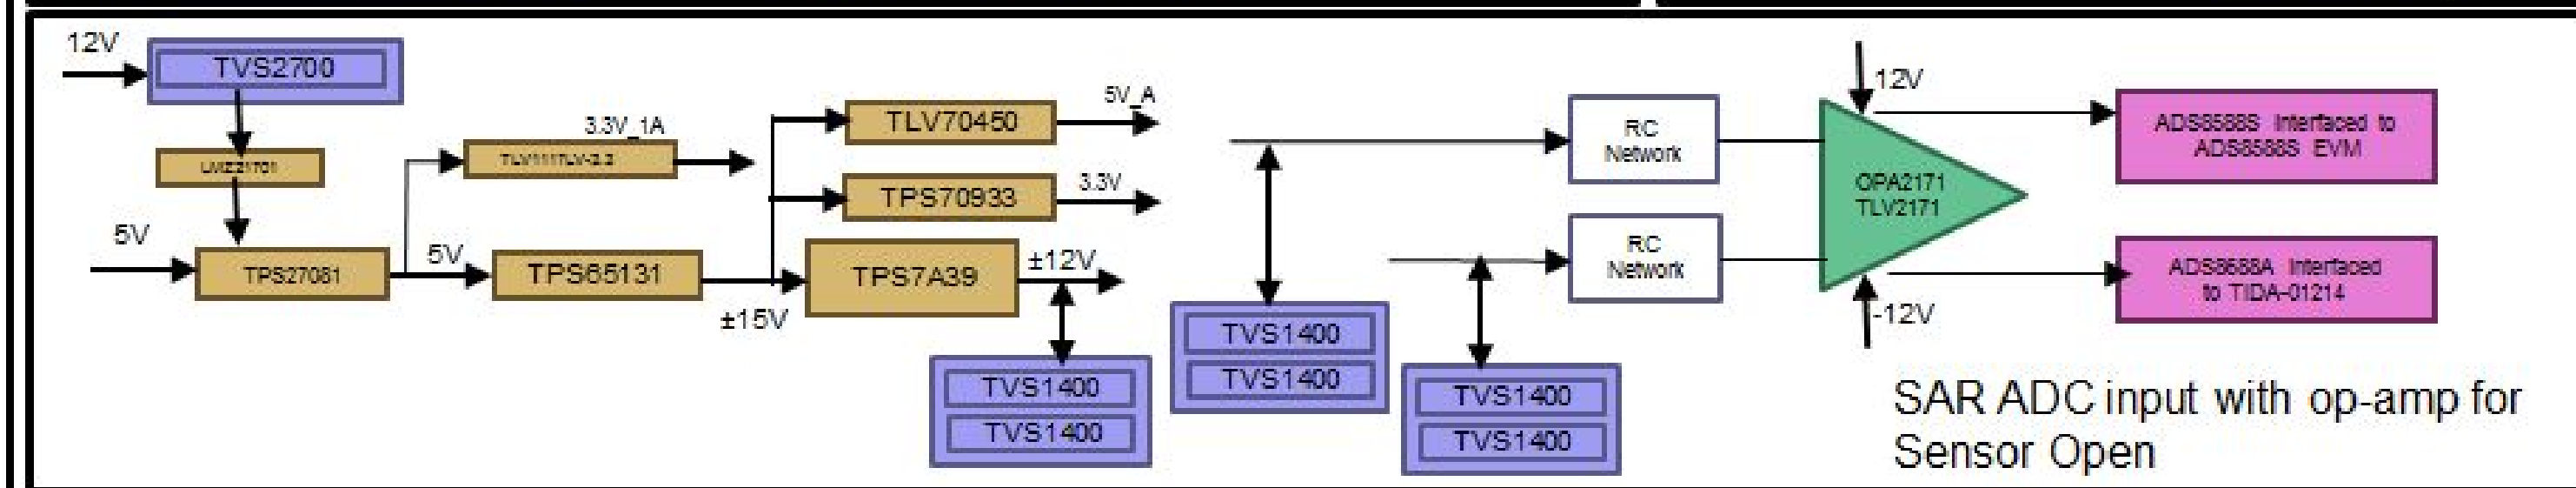 12V
TVS2700
5V
TPS27081
3.3V_1A
5V
TPS65131
±15V
TLV70450
5V_A
TPS70933
3.3V
TPS7A39
±12V
TVS1400
TVS1400
TVS1400
TVS1400
TVS1400
TVS1400
RC
Network
RC
Network
12V
OPA2171
TLV2171
-12V
ADS8588S Interfaced to
ADS8588S EVM
ADS8688A Interfaced
to TIDA-01214
SAR ADC input with op-amp for
Sensor Open